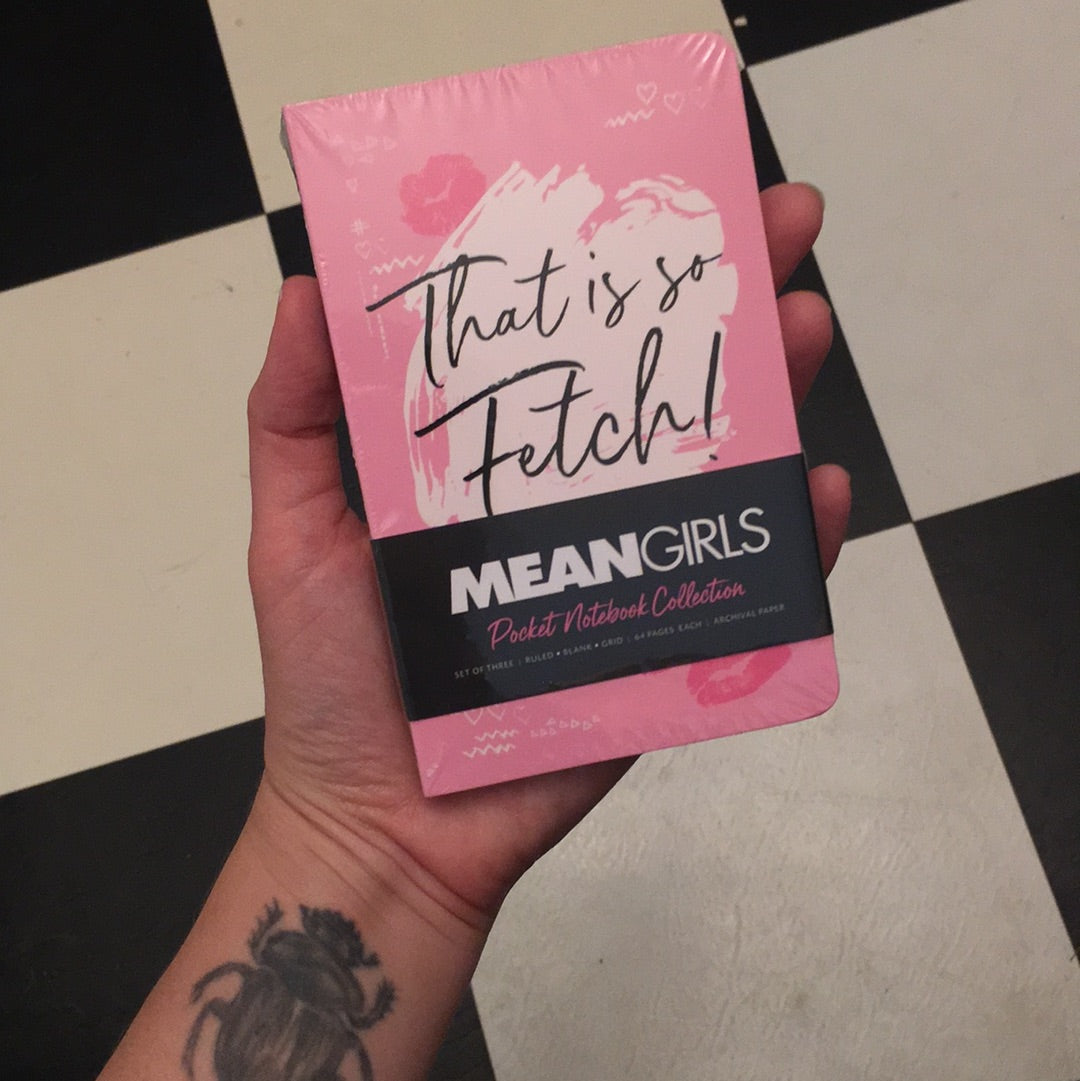 That is so
Fetch!
MEANGIRLS
Pocket Notebook Collection
SET OF THREE | RULED • BLANK • GRID | 64 PAGES EACH | ARCHIVAL PAPER